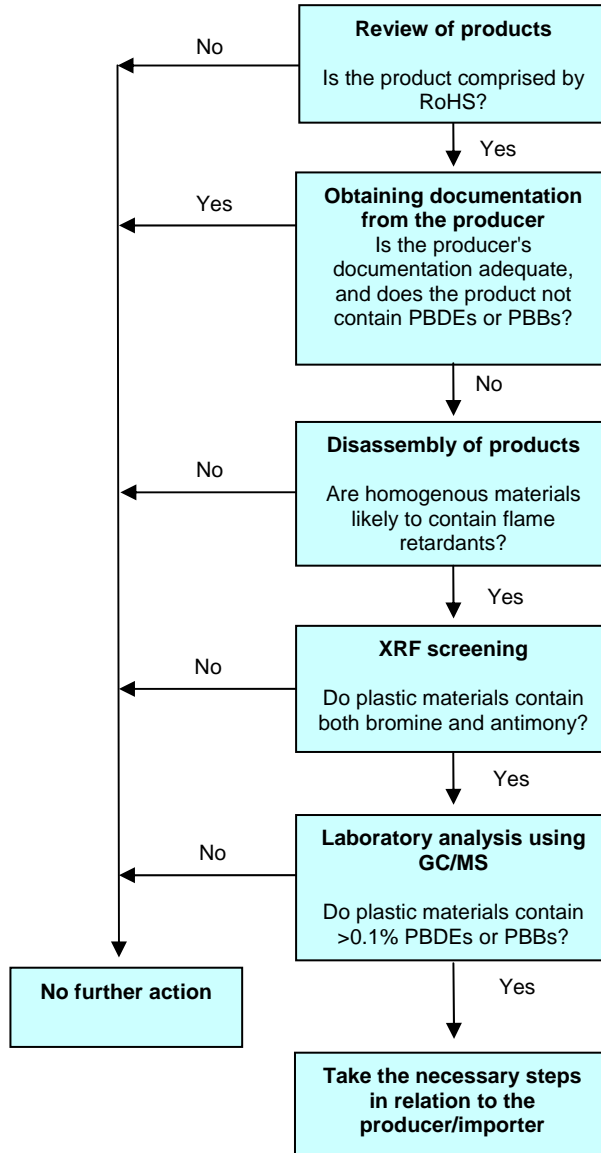 Review of products
No
Is the product comprised by
RoHS?
Yes
Obtaining documentation
from the producer
Yes
Is the producer's
documentation adequate,
and does the product not
contain PBDEs or PBBs?
No
Disassembly of products
No
Are homogenous materials
likely to contain flame
retardants?
Yes
XRF screening
No
Do plastic materials contain
both bromine and antimony?
Yes
Laboratory analysis using
GC/MS
No
Do plastic materials contain
>0.1% PBDEs or PBBs?
Yes
No further action
Take the necessary steps
in relation to the
producer/importer